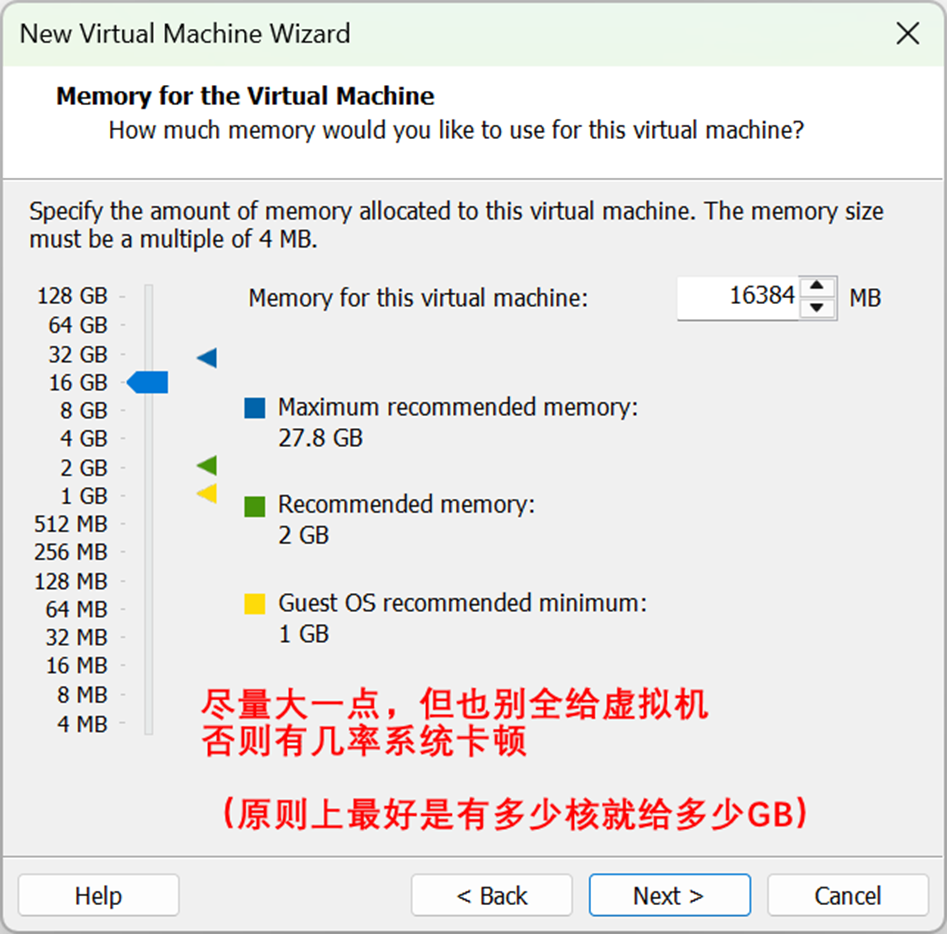 New Virtual Machine Wizard
Memory for the Virtual Machine
How much memory would you like to use for this virtual machine?
Specify the amount of memory allocated to this virtual machine. The memory size
must be a multiple of 4 MB.
Memory for this virtual machine: 16384 MB
128 GB
64 GB
32 GB
16 GB
8 GB
4 GB
2 GB
1 GB
512 MB
256 MB
128 MB
64 MB
32 MB
16 MB
8 MB
4 MB
Maximum recommended memory:
27.8 GB
Recommended memory:
2 GB
Guest OS recommended minimum:
1 GB
尽量大一点，但也别全给虚拟机
否则有几率系统卡顿
（原则上最好是有多少核就给多少GB）
Help < Back Next > Cancel